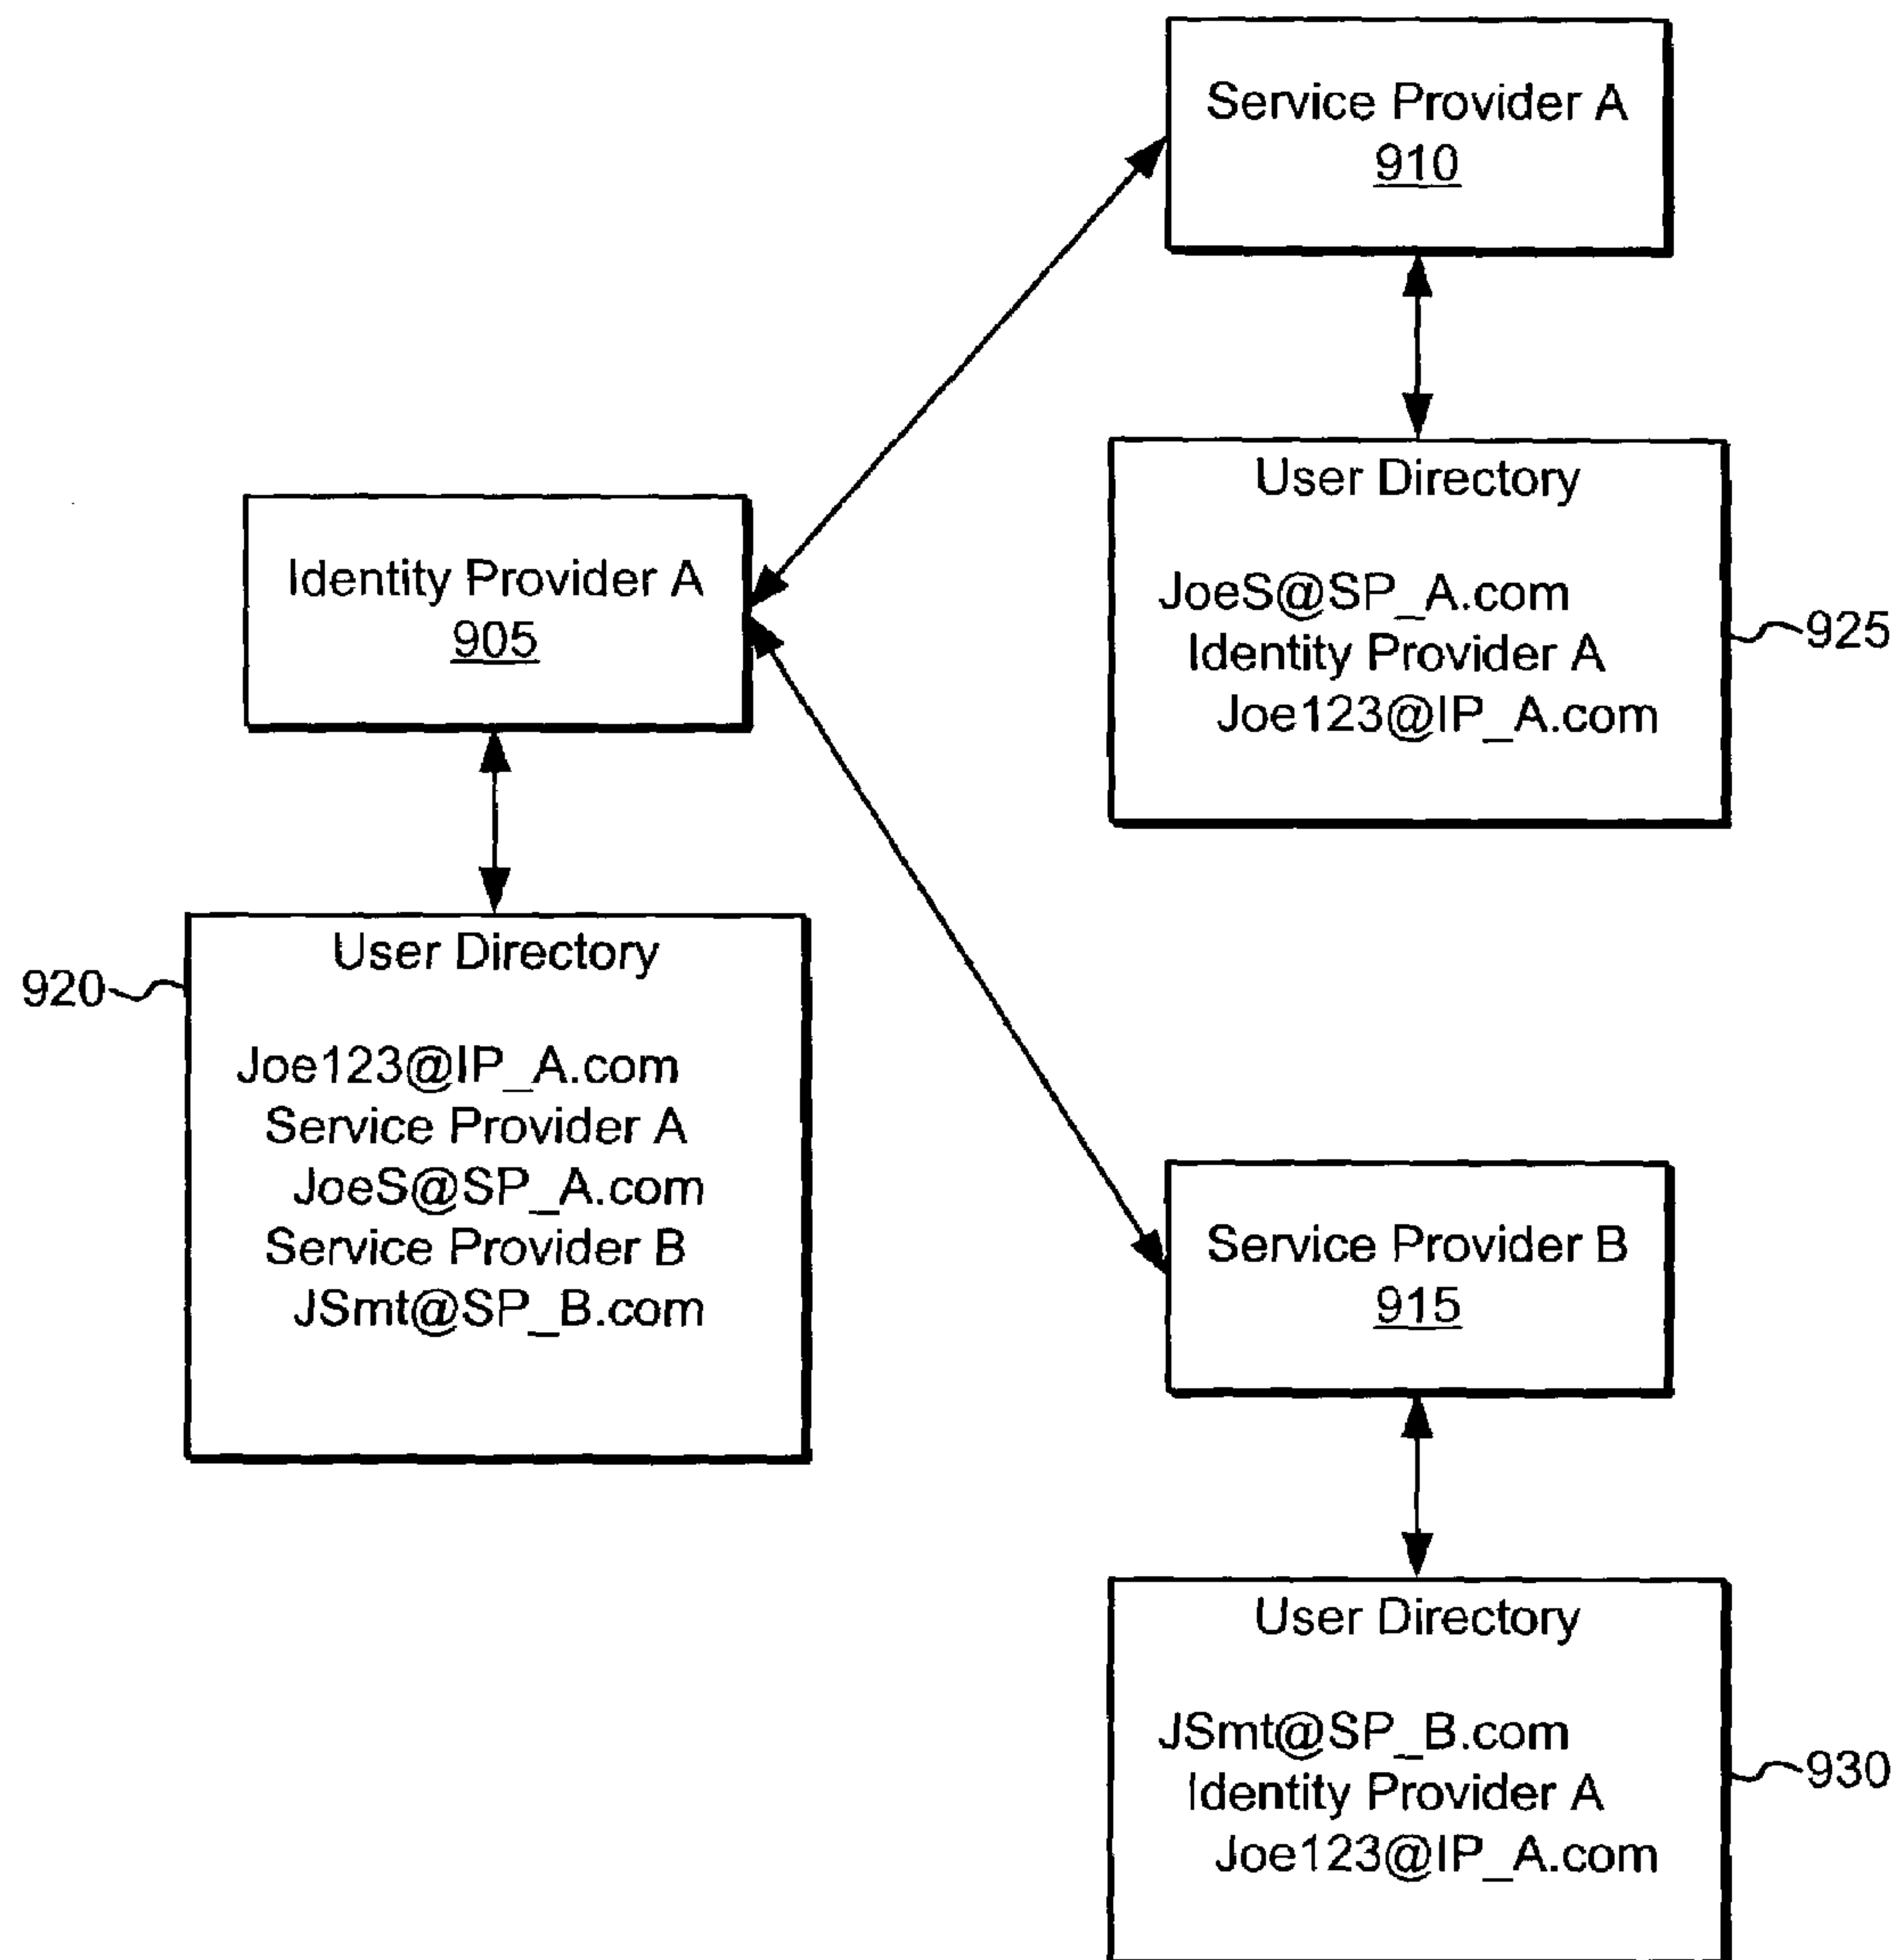 Service Provider A
910
User Directory
JoeS@SP_A.com
Identity Provider A
Joe123@IP_A.com
925
Identity Provider A
905
920
User Directory
Joe123@IP_A.com
Service Provider A
JoeS@SP_A.com
Service Provider B
JSmt@SP_B.com
Service Provider B
915
User Directory
JSmt@SP_B.com
Identity Provider A
Joe123@IP_A.com
930